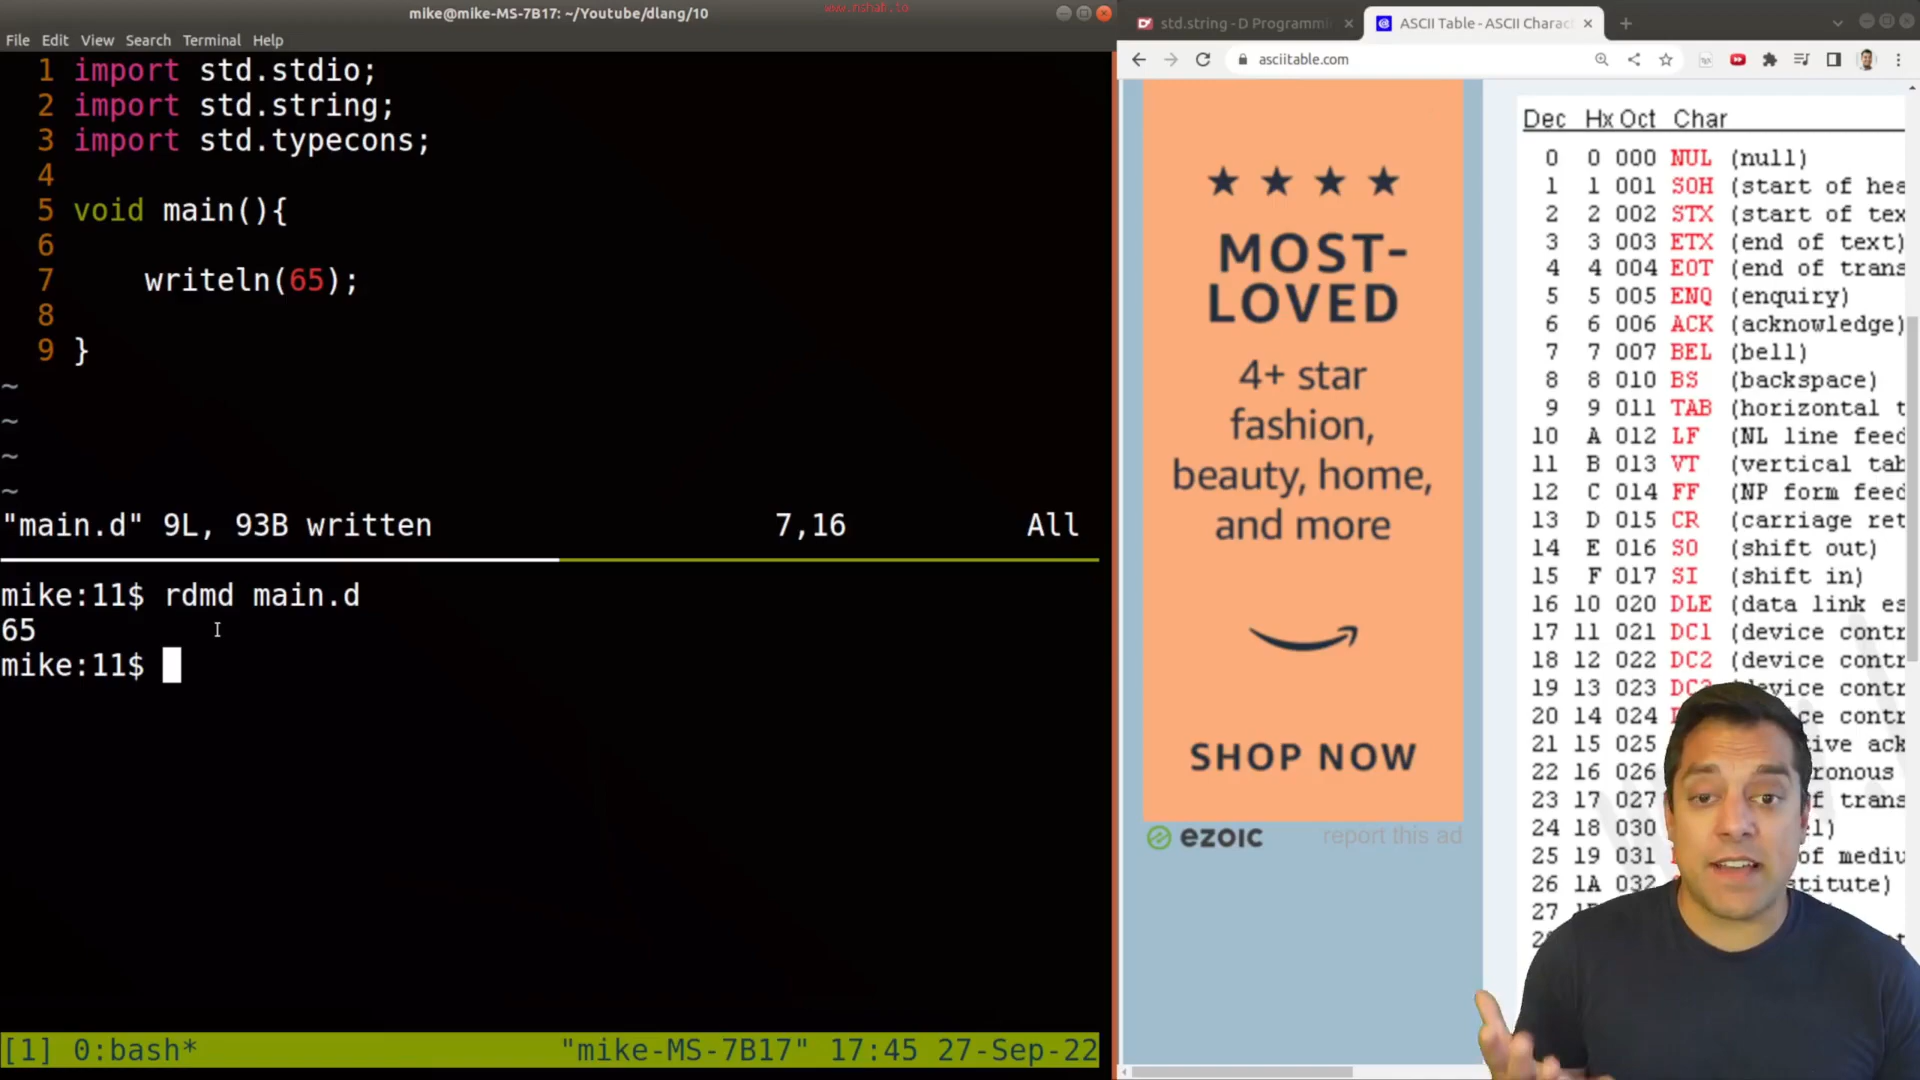 mike@mike-MS-7B17: ~/Youtube/dlang/10
File Edit View Search Terminal Help
1 import std.stdio;
2 import std.string;
3 import std.typecons;
4
5 void main(){
6
7 writeln(65);
8
9 }
~
~
~
~
"main.d" 9L, 93B written 7,16 All
mike:11$ rdmd main.d
65
mike:11$
[1] 0:bash* "mike-MS-7B17" 17:45 27-Sep-22
std.string - D Programmi
ASCII Table - ASCII Charac
asciitable.com
MOST-
LOVED
4+ star
fashion,
beauty, home,
and more
SHOP NOW
ezoic report this ad
Dec Hx Oct Char
0 0 000 NUL (null)
1 1 001 SOH (start of hea
2 2 002 STX (start of tex
3 3 003 ETX (end of text)
4 4 004 EOT (end of trans
5 5 005 ENQ (enquiry)
6 6 006 ACK (acknowledge)
7 7 007 BEL (bell)
8 8 010 BS (backspace)
9 9 011 TAB (horizontal t
10 A 012 LF (NL line feed
11 B 013 VT (vertical tab
12 C 014 FF (NP form feed
13 D 015 CR (carriage ret
14 E 016 SO (shift out)
15 F 017 SI (shift in)
16 10 020 DLE (data link es
17 11 021 DC1 (device contr
18 12 022 DC2 (device contr
19 13 023 device contr
20 14 024 ice contr
21 15 025 tive ack
22 16 026 ronous
23 17 027 f trans
24 18 030
25 19 031 of mediu
26 1A 032 stitute)
27